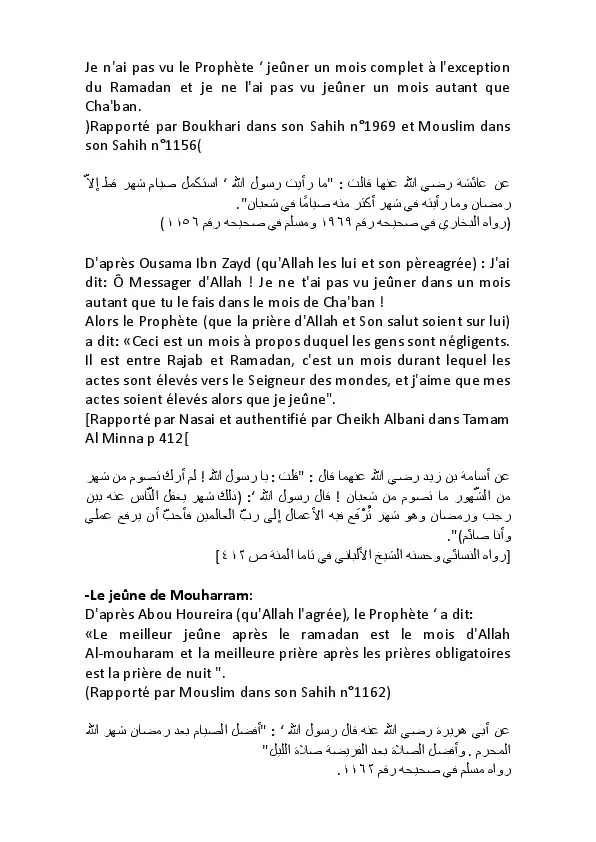 Je n'ai pas vu le Prophète ‘ jeûner un mois complet à l'exception
du Ramadan et je ne l'ai pas vu jeûner un mois autant que
Cha'ban.
)Rapporté par Boukhari dans son Sahih n°1969 et Mouslim dans
son Sahih n°1156(
عن عائشة رضي الله عنها قالت : "ما رأيت رسول الله ‘ استكمل صيام شهر قط إلاّ
رمضان وما رأيته في شهر أكثر منه صيامًا في شعبان".
(رواه البخاري في صحيحه رقم ١٩٦٩ ومسلم في صحيحه رقم ١١٥٦)
D'après Ousama Ibn Zayd (qu'Allah les lui et son pèreagrée) : J'ai
dit: Ô Messager d'Allah ! Je ne t'ai pas vu jeûner dans un mois
autant que tu le fais dans le mois de Cha'ban !
Alors le Prophète (que la prière d'Allah et Son salut soient sur lui)
a dit: «Ceci est un mois à propos duquel les gens sont négligents.
Il est entre Rajab et Ramadan, c'est un mois durant lequel les
actes sont élevés vers le Seigneur des mondes, et j'aime que mes
actes soient élevés alors que je jeûne".
[Rapporté par Nasai et authentifié par Cheikh Albani dans Tamam
Al Minna p 412[
عن أسامة بن زيد رضي الله عنهما قال : "قلت : يا رسول الله ! لم أرك تصوم من شهر
من الشّهور ما تصوم من شعبان ! قال رسول الله ‘: (ذلك شهر يغفل النّاس عنه بين
رجب ورمضان وهو شهر تُرْفَع فيه الأعمال إلى ربّ العالمين فأحبّ أن يرفع عملي
وأنا صائم)".
[رواه النسائي وحسنه الشيخ الألباني في تاما المنة ص ٤١٢]
-Le jeûne de Mouharram:
D'après Abou Houreira (qu'Allah l'agrée), le Prophète ‘ a dit:
«Le meilleur jeûne après le ramadan est le mois d'Allah
Al-mouharam et la meilleure prière après les prières obligatoires
est la prière de nuit ".
(Rapporté par Mouslim dans son Sahih n°1162)
عن أبي هريرة رضي الله عنه قال رسول الله ‘ : "أفضل الصيام بعد رمضان شهر الله
المحرم . وأفضل الصلاة بعد الفريضة صلاة الليل"
رواه مسلم في صحيحه رقم ١١٦٢.